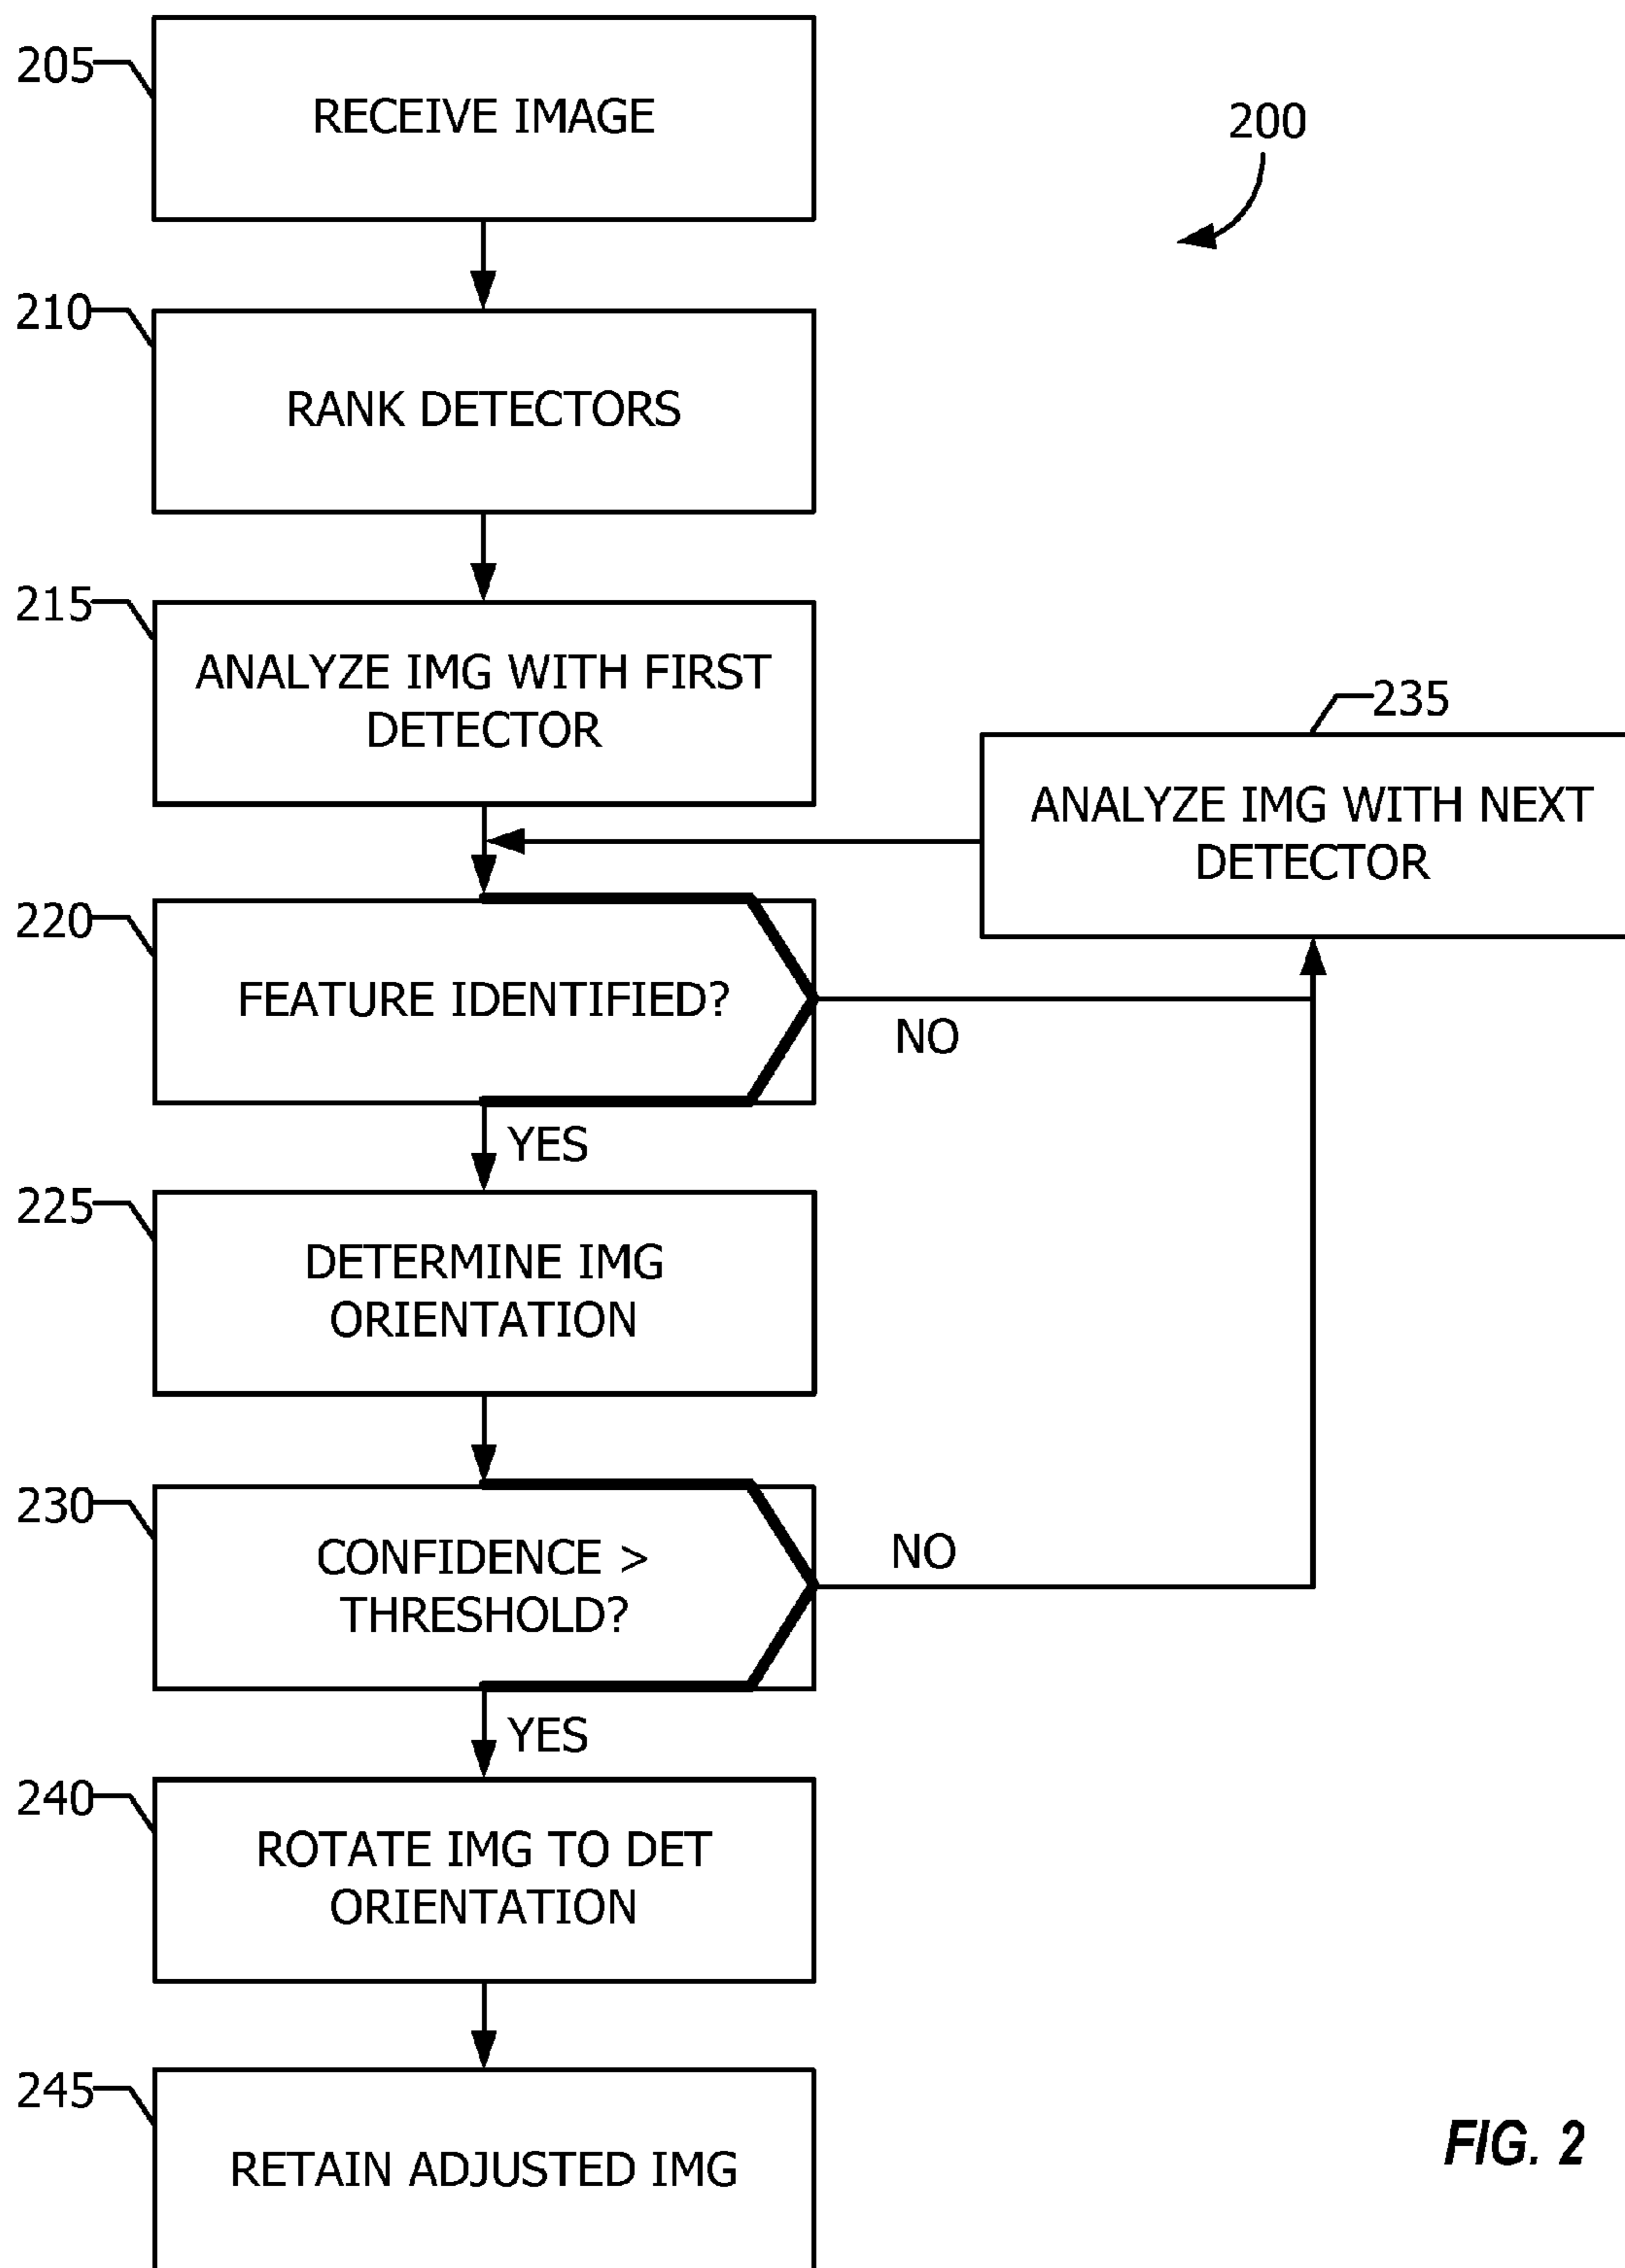 205
RECEIVE IMAGE
200
210
RANK DETECTORS
215
ANALYZE IMG WITH FIRST
DETECTOR
235
ANALYZE IMG WITH NEXT
DETECTOR
220
FEATURE IDENTIFIED?
NO
YES
225
DETERMINE IMG
ORIENTATION
230
CONFIDENCE >
THRESHOLD?
NO
YES
240
ROTATE IMG TO DET
ORIENTATION
245
RETAIN ADJUSTED IMG
FIG. 2